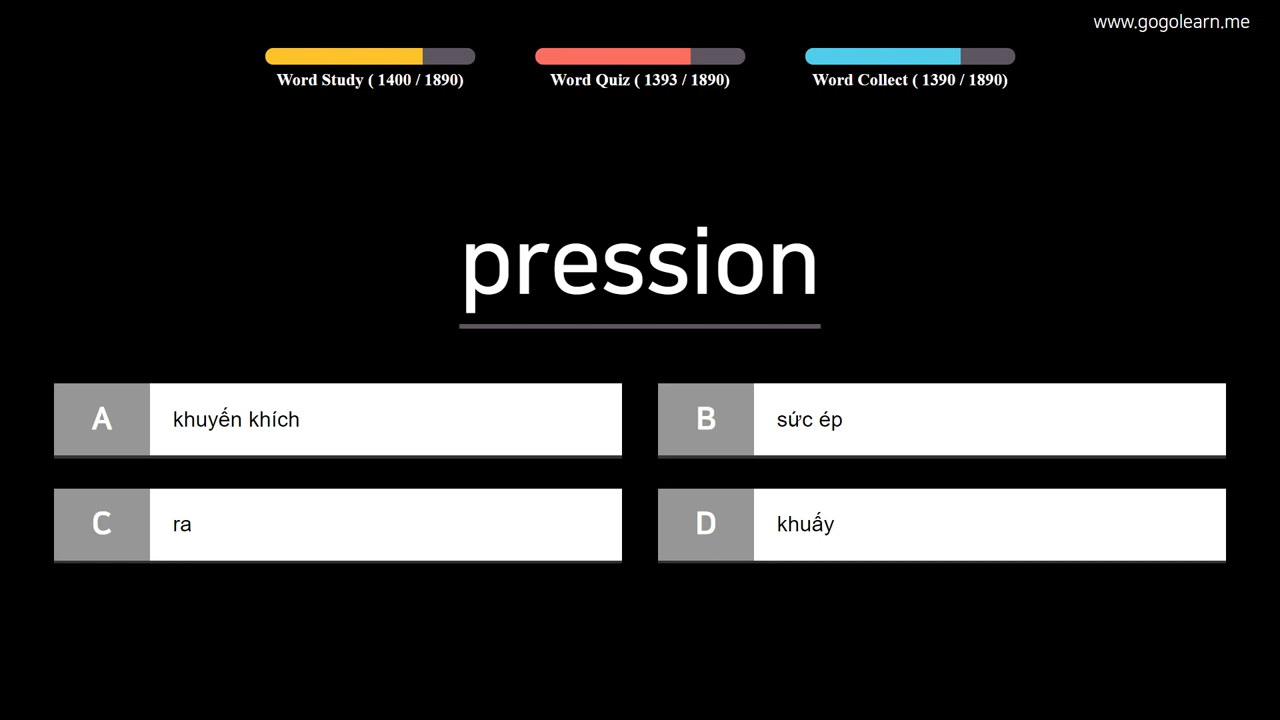 www.gogolearn.me
Word Study ( 1400 / 1890)
Word Quiz ( 1393 / 1890)
Word Collect ( 1390 / 1890)
pression
A khuyến khích
B sức ép
C ra
D khuấy